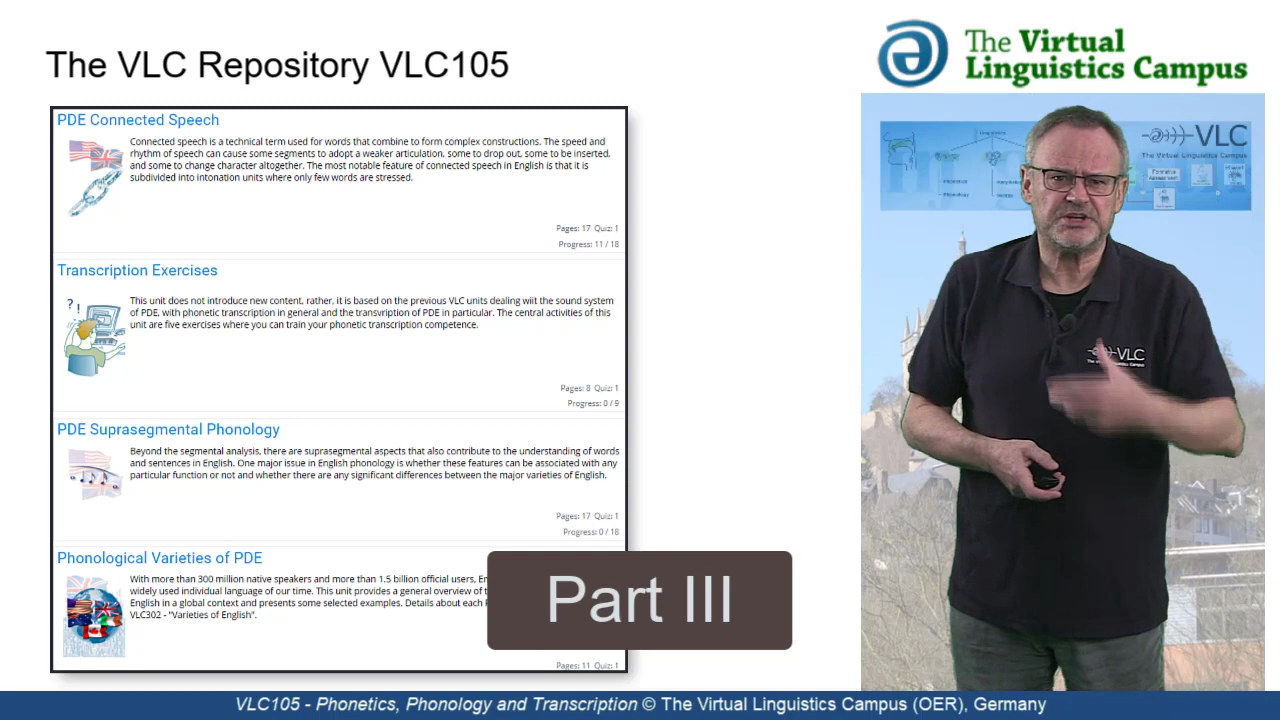 The VLC Repository VLC105
The Virtual
Linguistics Campus
PDE Connected Speech
Connected speech is a technical term used for words that combine to form complex constructions. The speed and
rhythm of speech can cause some segments to adopt a weaker articulation, some to drop out, some to be inserted,
and some to change character altogether. The most notable feature of connected speech in English is that it is
subdivided into intonation units where only few words are stressed.
Pages: 17 Quiz: 1
Progress: 11 / 18
Transcription Exercises
?!
This unit does not introduce new content, rather, it is based on the previous VLC units dealing wiit the sound system
of PDE, with phonetic transcription in general and the transvription of PDE in particular. The central activities of this
unit are five exercises where you can train your phonetic transcription competence.
Pages: 8 Quiz: 1
Progress: 0 / 9
PDE Suprasegmental Phonology
Beyond the segmental analysis, there are suprasegmental aspects that also contribute to the understanding of words
and sentences in English. One major issue in English phonology is whether these features can be associated with any
particular function or not and whether there are any significant differences between the major varieties of English.
Pages: 17 Quiz: 1
Progress: 0 / 18
Phonological Varieties of PDE
With more than 300 million native speakers and more than 1.5 billion official users, En
widely used individual language of our time. This unit provides a general overview of t
English in a global context and presents some selected examples. Details about each
VLC302 - "Varieties of English".
Pages: 11 Quiz: 1
Part III
VLC
The Virtual Linguistics Campus
Linguistics
Phonetics
Phonology
Formative
Assessment
VLC
VLC105 - Phonetics, Phonology and Transcription © The Virtual Linguistics Campus (OER), Germany